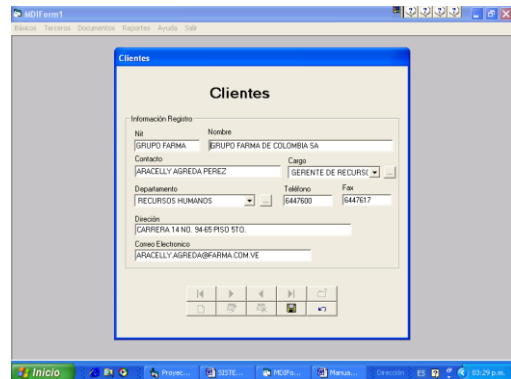 MDIForm1
Básicos Terceros Documentos Reportes Ayuda Salir
Clientes
Clientes
Información Registro
Nit Nombre
GRUPO FARMA GRUPO FARMA DE COLOMBIA SA
Contacto Cargo
ARACELLY AGREDA PEREZ GERENTE DE RECURS( ...
Departamento Teléfono Fax
RECURSOS HUMANOS ... 6447600 6447617
Direción
CARRERA 14 NO. 94-65 PISO 5TO.
Correo Electronico
ARACELLY.AGREDA@FARMA.COM.VE
Inicio Proyec... SISTE... MDIFo... Manua... Dirección ES 03:29 p.m.